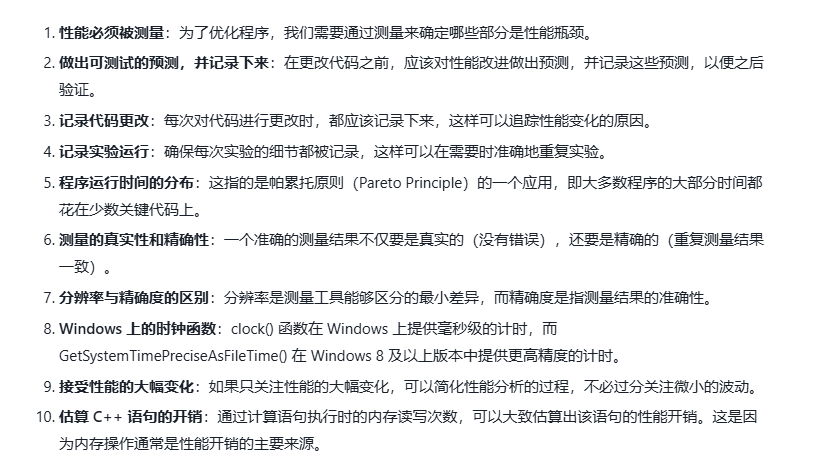 1. 性能必须被测量：为了优化程序，我们需要通过测量来确定哪些部分是性能瓶颈。
2. 做出可测试的预测，并记录下来：在更改代码之前，应该对性能改进做出预测，并记录这些预测，以便之后
验证。
3. 记录代码更改：每次对代码进行更改时，都应该记录下来，这样可以追踪性能变化的原因。
4. 记录实验运行：确保每次实验的细节都被记录，这样可以在需要时准确地重复实验。
5. 程序运行时间的分布：这指的是帕累托原则（Pareto Principle）的一个应用，即大多数程序的大部分时间都
花在少数关键代码上。
6. 测量的真实性和精确性：一个准确的测量结果不仅要是真实的（没有错误），还要是精确的（重复测量结果
一致）。
7. 分辨率与精确度的区别：分辨率是测量工具能够区分的最小差异，而精确度是指测量结果的准确性。
8. Windows 上的时钟函数：clock() 函数在 Windows 上提供毫秒级的计时，而
GetSystemTimePreciseAsFileTime() 在 Windows 8 及以上版本中提供更高精度的计时。
9. 接受性能的大幅变化：如果只关注性能的大幅变化，可以简化性能分析的过程，不必过分关注微小的波动。
10. 估算 C++ 语句的开销：通过计算语句执行时的内存读写次数，可以大致估算出该语句的性能开销。这是因
为内存操作通常是性能开销的主要来源。